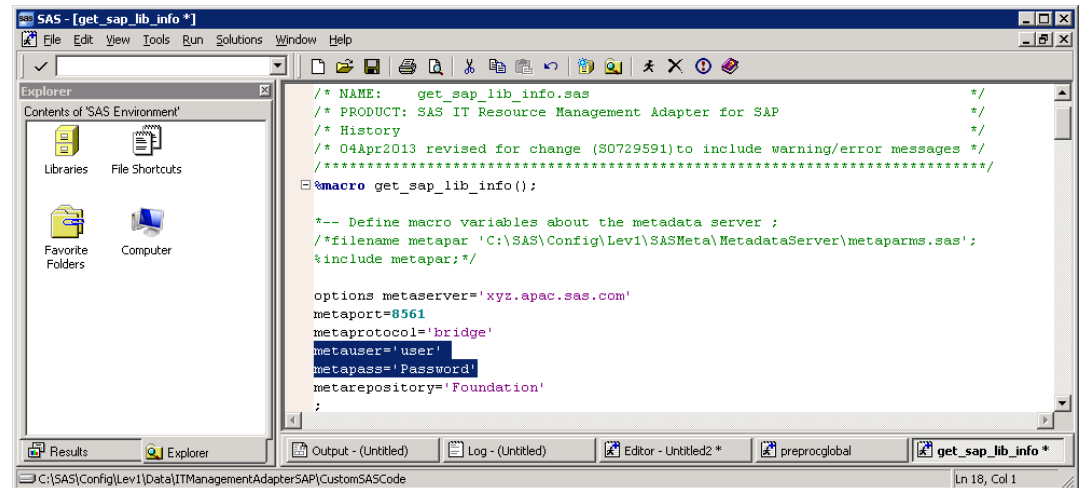 sas SAS - [get_sap_lib_info *]
File Edit View Tools Run Solutions Window Help
Explorer
Contents of 'SAS Environment'
Libraries
File Shortcuts
Favorite Folders
Computer
/* NAME: get_sap_lib_info.sas */
/* PRODUCT: SAS IT Resource Management Adapter for SAP */
/* History */
/* 04Apr2013 revised for change (S0729591)to include warning/error messages */
/****************************************************************************/
%macro get_sap_lib_info();
*-- Define macro variables about the metadata server ;
/*filename metapar 'C:\SAS\Config\Lev1\SASMeta\MetadataServer\metaparms.sas';
%include metapar;*/
options metaserver='xyz.apac.sas.com'
metaport=8561
metaprotocol='bridge'
metauser='user'
metapass='Password'
metarepository='Foundation'
;
Results
Explorer
Output - (Untitled)
Log - (Untitled)
Editor - Untitled2 *
preprocglobal
get_sap_lib_info *
C:\SAS\Config\Lev1\Data\ITManagementAdapterSAP\CustomSASCode
Ln 18, Col 1